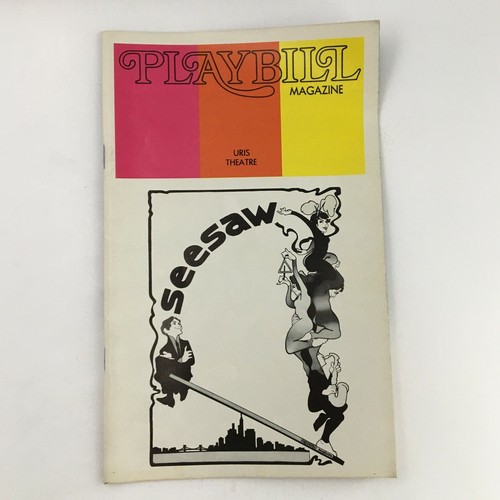 PLAYBILL
MAGAZINE
URIS
THEATRE
seesaw